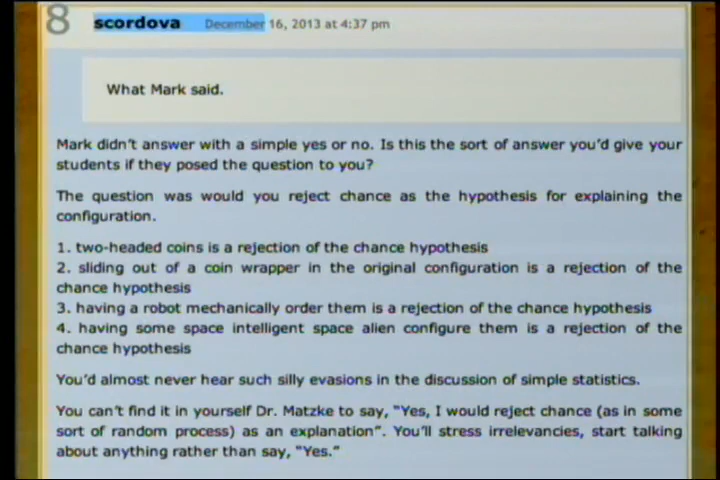 8 scordova December 16, 2013 at 4:37 pm
What Mark said.
Mark didn't answer with a simple yes or no. Is this the sort of answer you'd give your
students if they posed the question to you?
The question was would you reject chance as the hypothesis for explaining the
configuration.
1. two-headed coins is a rejection of the chance hypothesis
2. sliding out of a coin wrapper in the original configuration is a rejection of the
chance hypothesis
3. having a robot mechanically order them is a rejection of the chance hypothesis
4. having some space intelligent space alien configure them is a rejection of the
chance hypothesis
You'd almost never hear such silly evasions in the discussion of simple statistics.
You can't find it in yourself Dr. Matzke to say, "Yes, I would reject chance (as in some
sort of random process) as an explanation". You'll stress irrelevancies, start talking
about anything rather than say, "Yes."